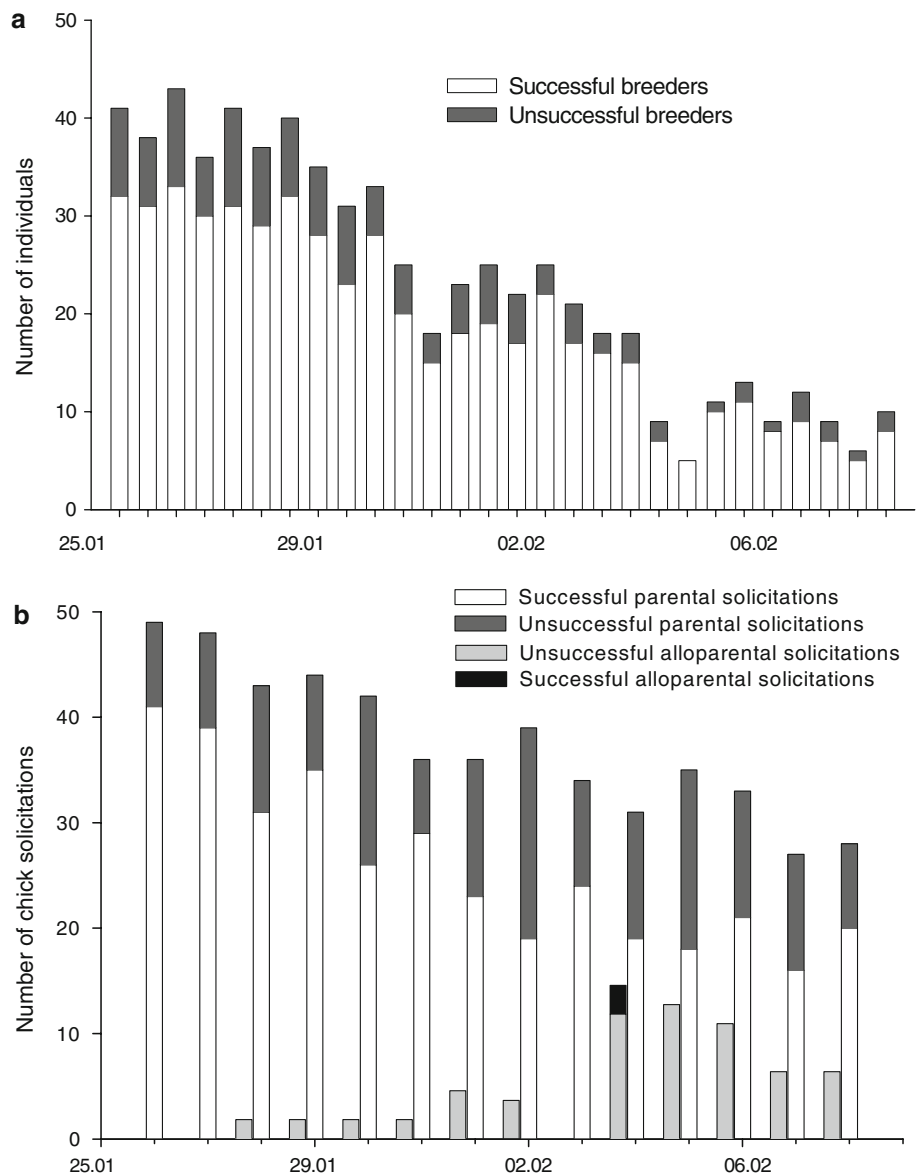 a
50
40
30
20
10
0
Number of individuals
Successful breeders
Unsuccessful breeders
25.01 29.01 02.02 06.02
b
50
40
30
20
10
0
Number of chick solicitations
Successful parental solicitations
Unsuccessful parental solicitations
Unsuccessful alloparental solicitations
Successful alloparental solicitations
25.01 29.01 02.02 06.02